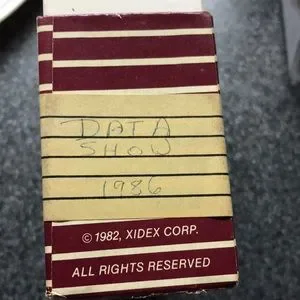 DATA
SHOW
1986
© 1982, XIDEX CORP.
ALL RIGHTS RESERVED